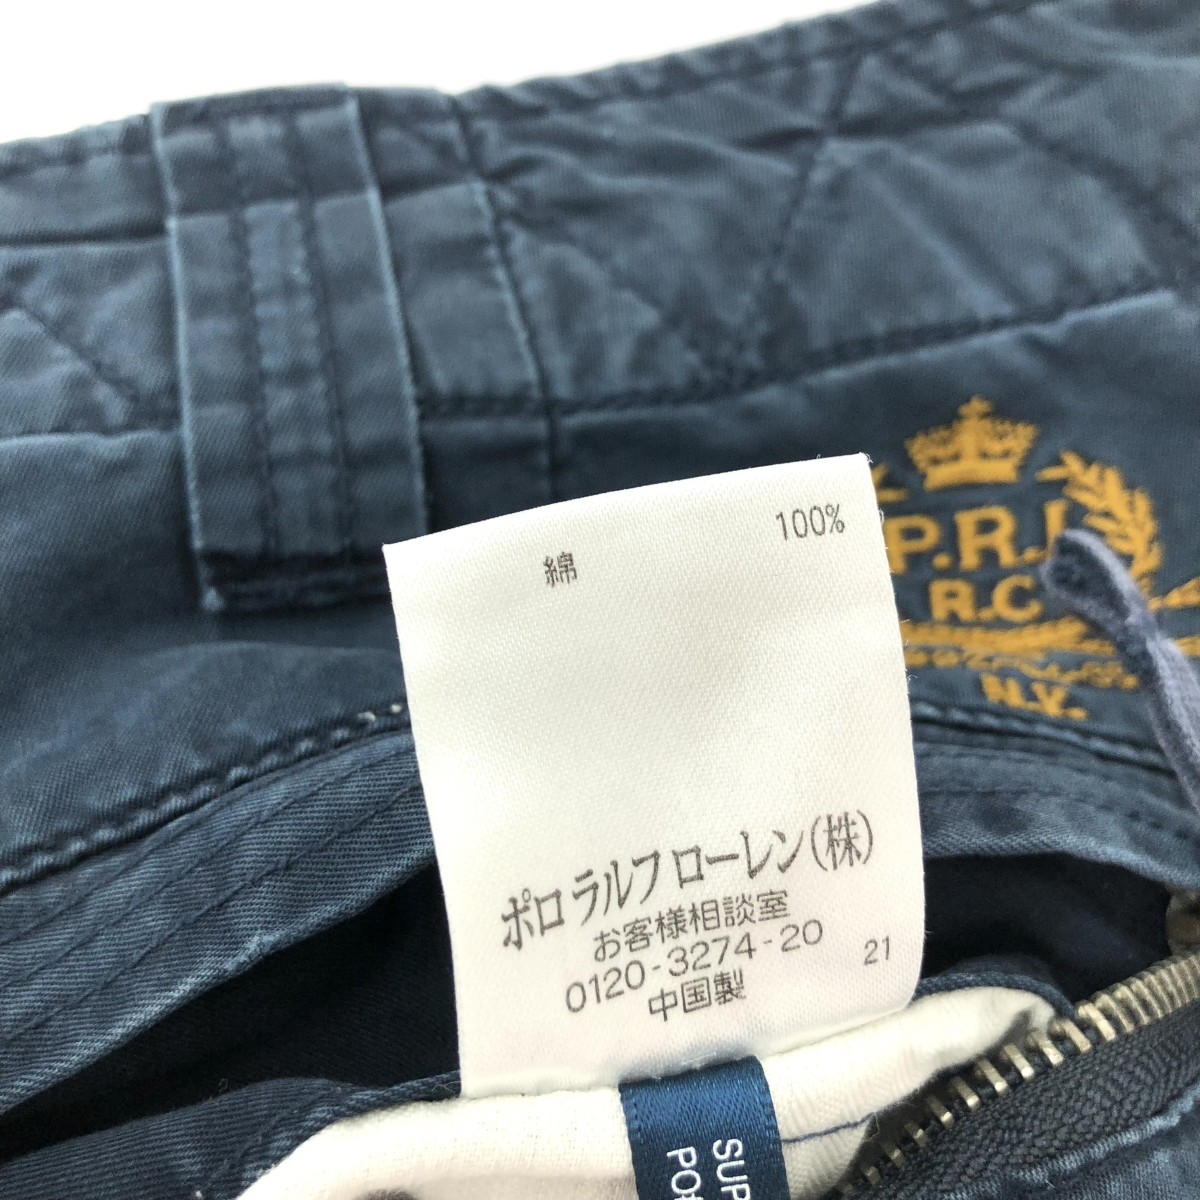 綿 100%
ポロ ラルフ ローレン(株)
お客様相談室
0120-3274-20
中国製
21
P.R.L
R.C
N.Y.
SUP